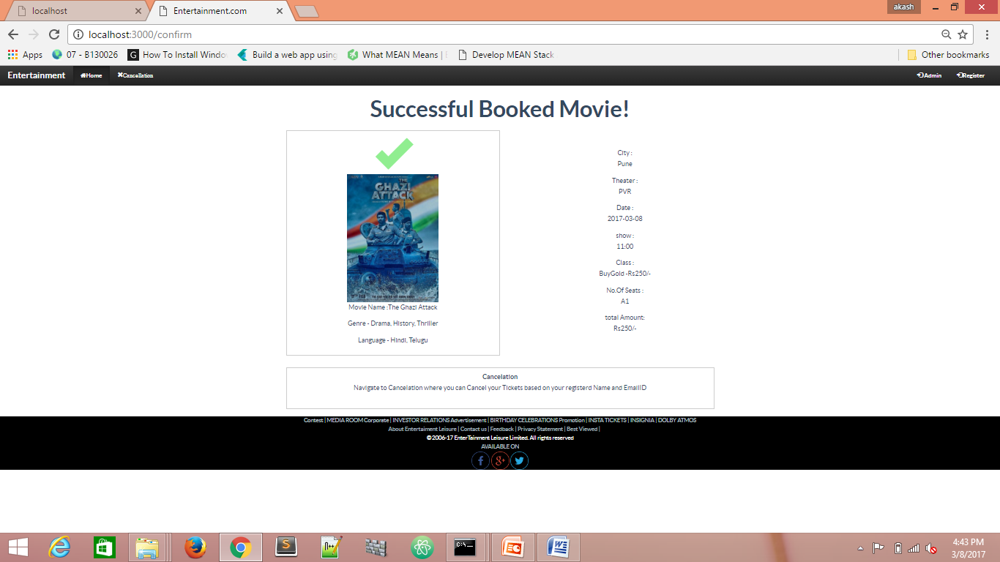 localhost
Entertainment.com
akash
localhost:3000/confirm
Apps
07 - B130026
How To Install Windo
Build a web app using
What MEAN Means |
Develop MEAN Stack
Other bookmarks
Entertainment
Home
Cancellation
Admin
Register
Successful Booked Movie!
THE
GHAZI
ATTACK
Movie Name :The Ghazi Attack
Genre - Drama, History, Thriller
Language - Hindi, Telugu
City :
Pune
Theater :
PVR
Date :
2017-03-08
show :
11:00
Class :
BuyGold -Rs250/-
No.Of Seats :
A1
total Amount:
Rs250/-
Cancelation
Navigate to Cancelation where you can Cancel your Tickets based on your registerd Name and EmailID
Contest | MEDIA ROOM Corporate | INVESTOR RELATIONS Advertisement | BIRTHDAY CELEBRATIONS Promotion | INSTA TICKETS | INSIGNIA | DOLBY ATMOS
About Entertaiment Leisure | Contact us | Feedback | Privacy Statement | Best Viewed |
©2006-17 EnterTainment Leisure Limited. All rights reserved
AVAILABLE ON
4:43 PM
3/8/2017